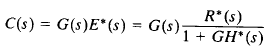 C(s) = G(s)E*(s) = G(s) R*(s) / 1 + GH*(s)